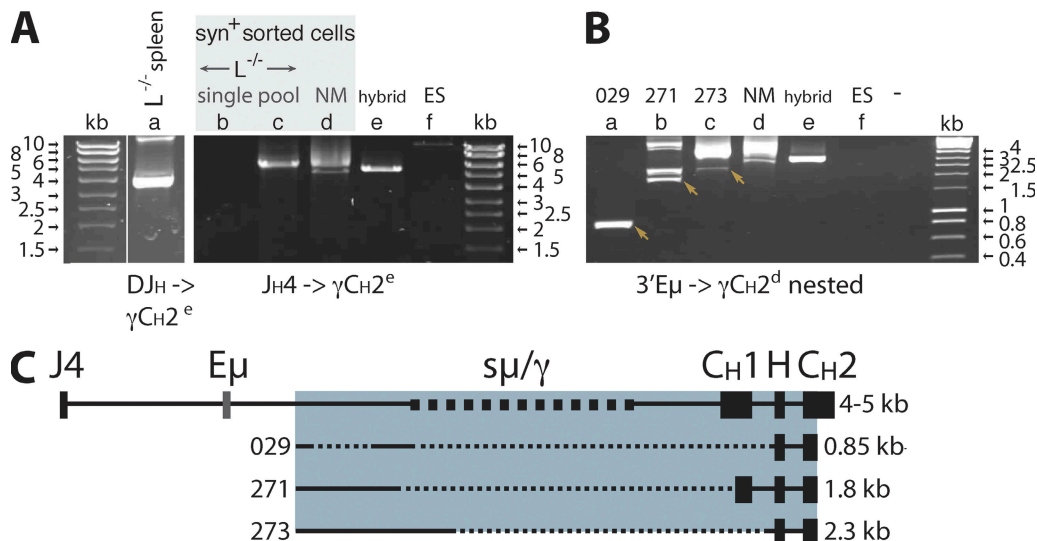 A
L-/- spleen
syn+ sorted cells
← L-/- →
single pool NM hybrid ES
kb a b c d e f kb
10
8
6
5
4
3
2.5
2
1.5
10
8
6
5
4
3
2.5
2
1.5
DJH ->
γCH2 e
JH4 -> γCH2e
B
029 271 273 NM hybrid ES -
a b c d e f kb
4
3
2.5
2
1.5
1
0.8
0.6
0.4
3'Eμ -> γCH2d nested
C
J4 Eμ sμ/γ CH1 H CH2
4-5 kb
029 0.85 kb
271 1.8 kb
273 2.3 kb